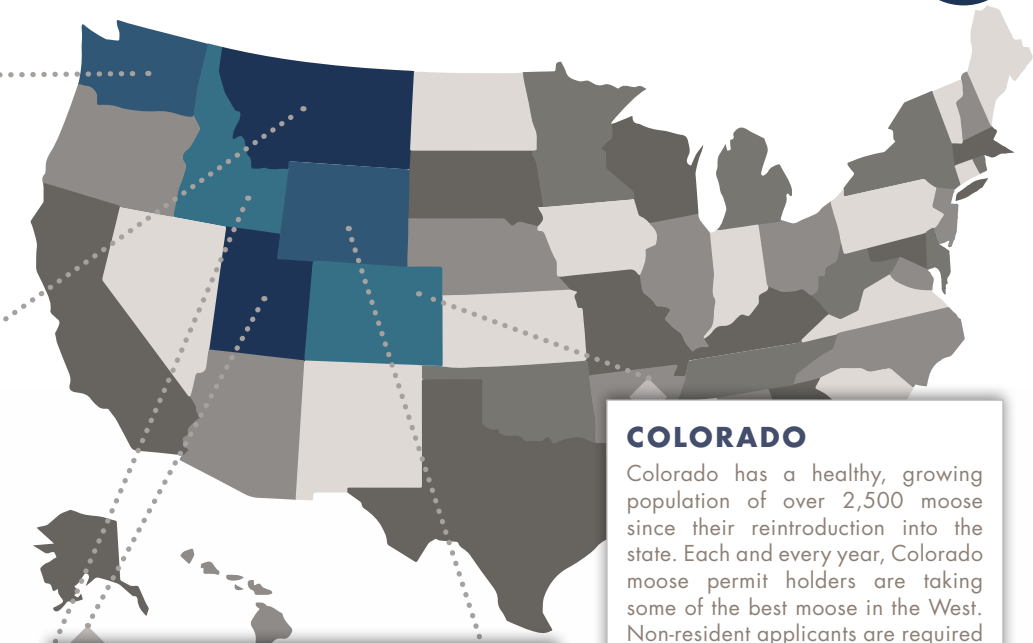 COLORADO
Colorado has a healthy, growing
population of over 2,500 moose
since their reintroduction into the
state. Each and every year, Colorado
moose permit holders are taking
some of the best moose in the West.
Non-resident applicants are required